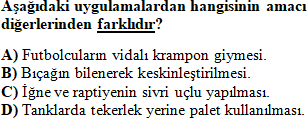 Aşağıdaki uygulamalardan hangisinin amacı
diğerlerinden farklıdır?
A) Futbolcuların vidalı krampon giymesi.
B) Bıçağın bilenerek keskinleştirilmesi.
C) İğne ve raptiyenin sivri uçlu yapılması.
D) Tanklarda tekerlek yerine palet kullanılması.